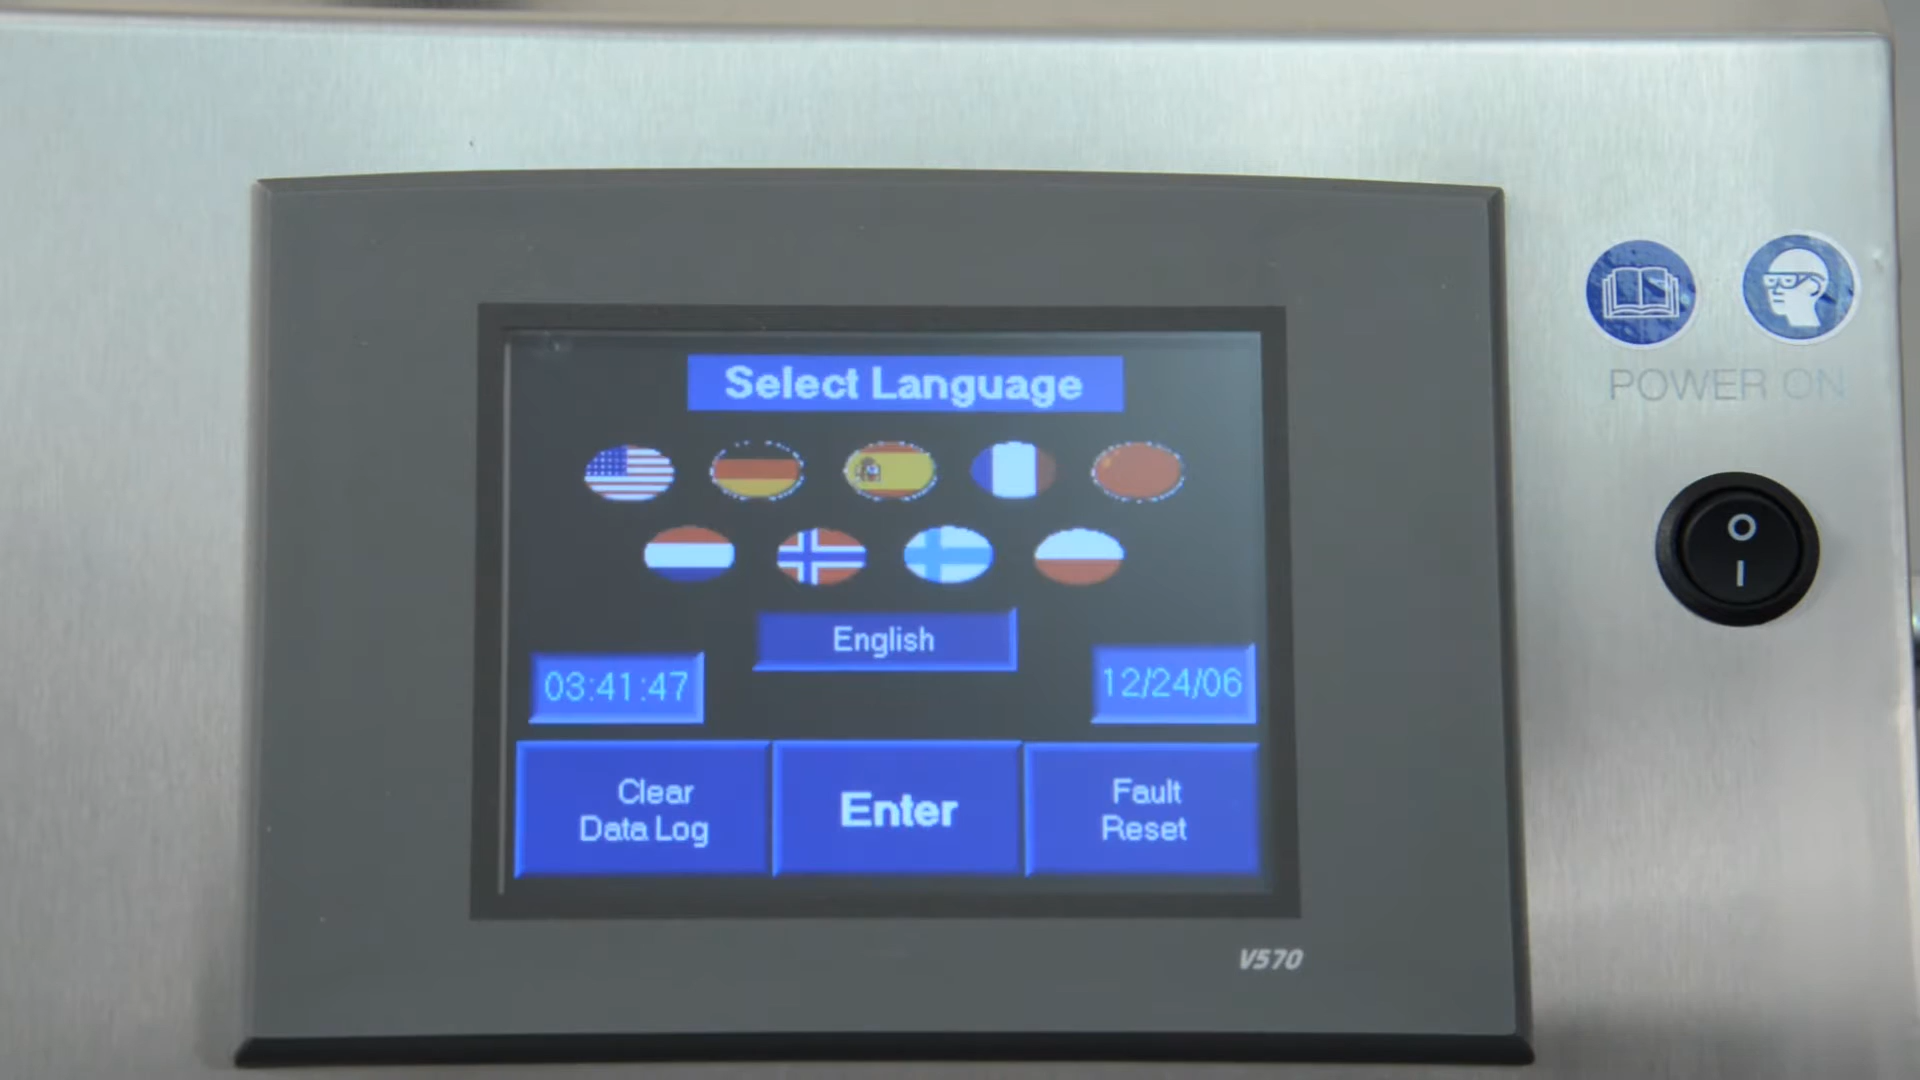 Select Language
POWER ON
English
03:41:47
12/24/06
Clear
Data Log
Enter
Fault
Reset
V570